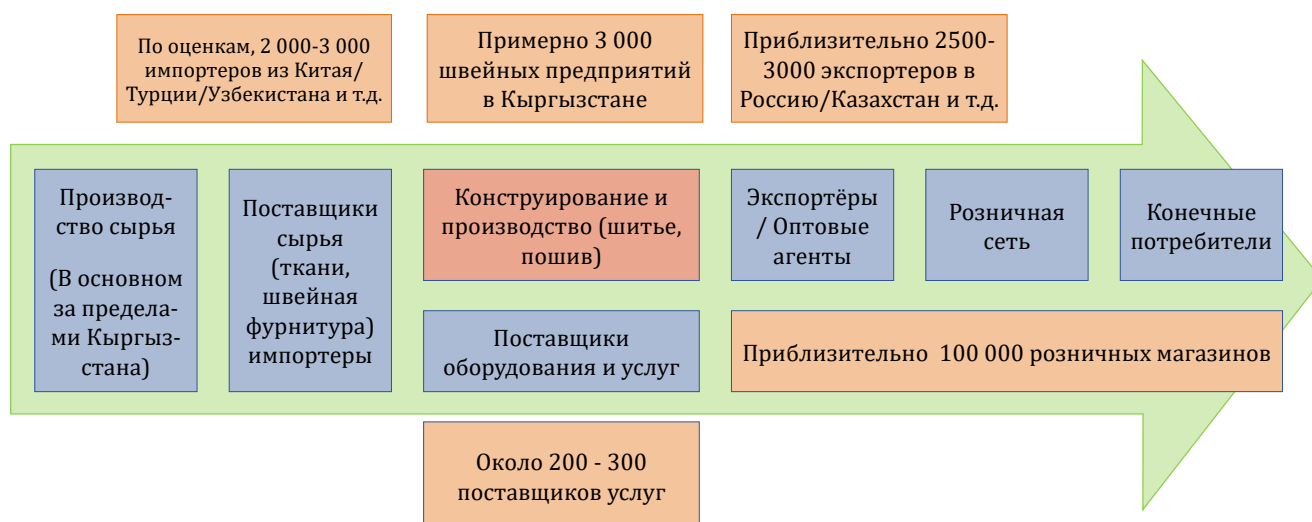 По оценкам, 2 000-3 000
импортеров из Китая/
Турции/Узбекистана и т.д.
Примерно 3 000
швейных предприятий
в Кыргызстане
Приблизительно 2500-
3000 экспортеров в
Россию/Казахстан и т.д.
Производ-
ство сырья
(В основном
за предела-
ми Кыргыз-
стана)
Поставщики
сырья
(ткани,
швейная
фурнитура)
импортеры
Конструирование и
производство (шитье,
пошив)
Экспортёры
/ Оптовые
агенты
Розничная
сеть
Конечные
потребители
Поставщики
оборудования и услуг
Приблизительно 100 000 розничных магазинов
Около 200 - 300
поставщиков услуг